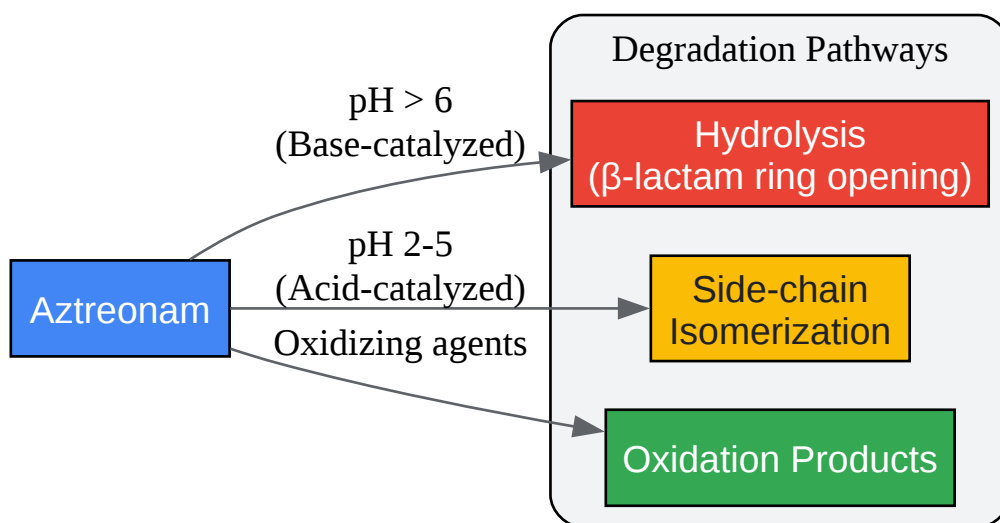 Degradation Pathways
pH > 6
(Base-catalyzed)
Hydrolysis
(β-lactam ring opening)
pH 2-5
(Acid-catalyzed)
Side-chain
Isomerization
Aztreonam
Oxidizing agents
Oxidation Products